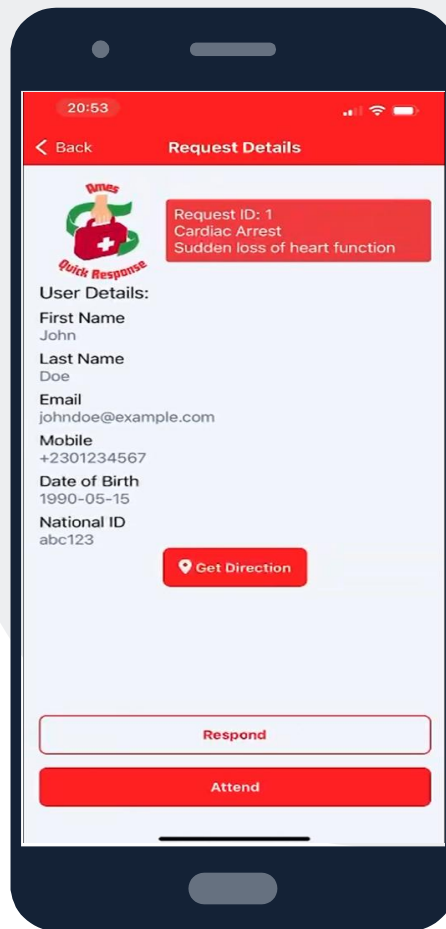 20:53
Back
Request Details
Ames
Quick Response
Request ID: 1
Cardiac Arrest
Sudden loss of heart function
User Details:
First Name
John
Last Name
Doe
Email
johndoe@example.com
Mobile
+2301234567
Date of Birth
1990-05-15
National ID
abc123
Get Direction
Respond
Attend